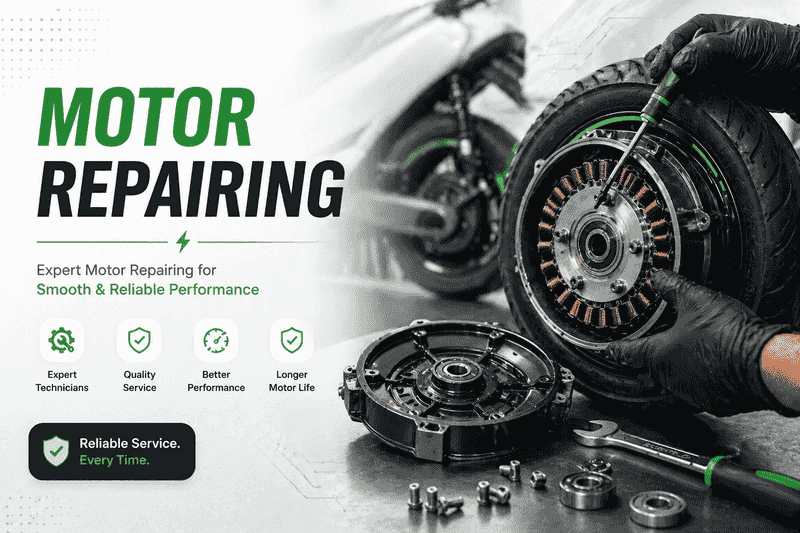 MOTOR
REPAIRING
Expert Motor Repairing for
Smooth & Reliable Performance
Expert
Technicians
Quality
Service
Better
Performance
Longer
Motor Life
Reliable Service.
Every Time.